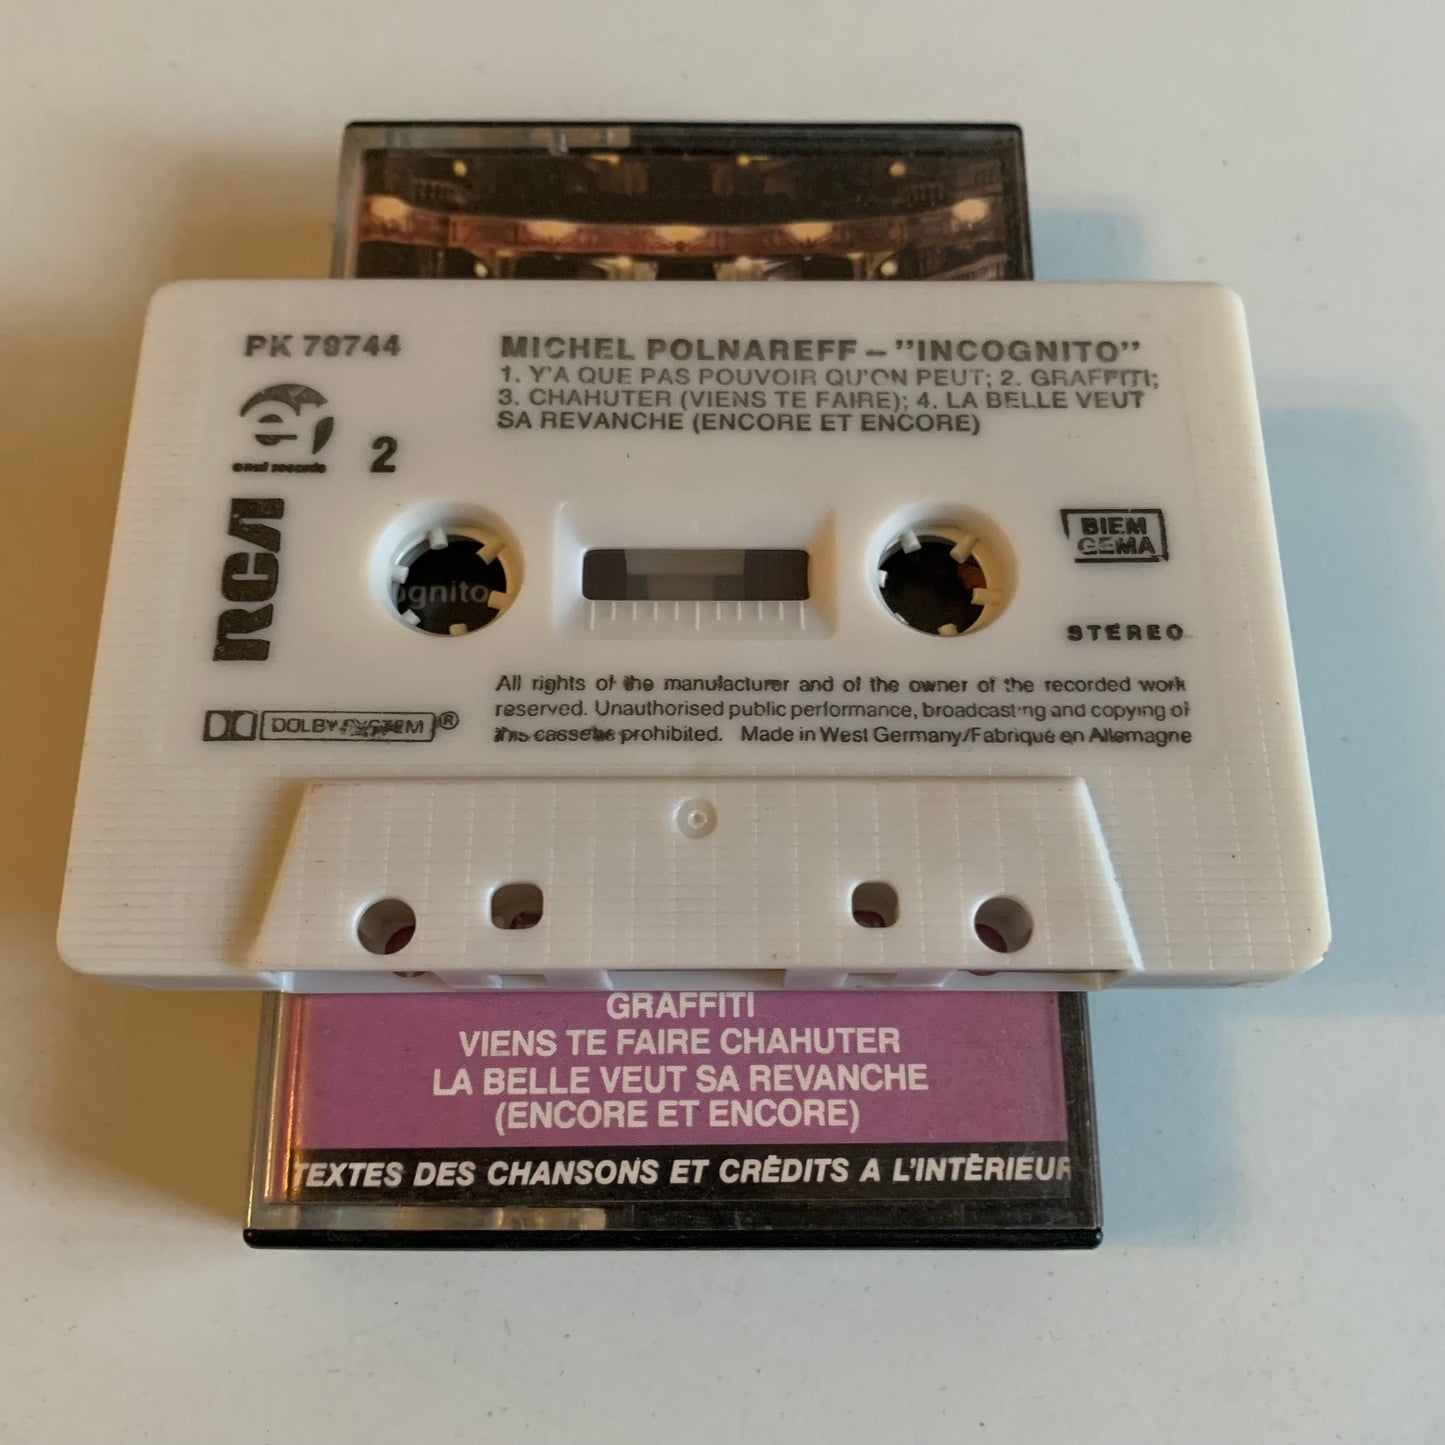 PK 70744
MICHEL POLNAREFF – "INCOGNITO"
1. Y'A QUE PAS POUVOIR QU'ON PEUT; 2. GRAFFITI;
3. CHAHUTER (VIENS TE FAIRE); 4. LA BELLE VEUT
SA REVANCHE (ENCORE ET ENCORE)
2
RCA
BIEM
GEMA
STEREO
ognito
All rights of the manufacturer and of the owner of the recorded work
reserved. Unauthorised public performance, broadcasting and copying of
this cassette prohibited. Made in West Germany/Fabriqué en Allemagne
DOLBY SYSTEM ®
GRAFFITI
VIENS TE FAIRE CHAHUTER
LA BELLE VEUT SA REVANCHE
(ENCORE ET ENCORE)
TEXTES DES CHANSONS ET CRÉDITS A L'INTÉRIEUR